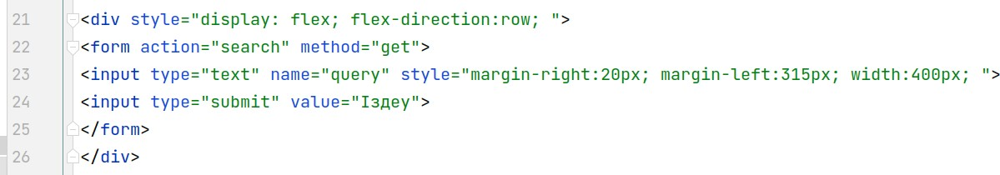 21 <div style="display: flex; flex-direction:row; ">
22 <form action="search" method="get">
23 <input type="text" name="query" style="margin-right:20px; margin-left:315px; width:400px; ">
24 <input type="submit" value="Іздеу">
25 </form>
26 </div>